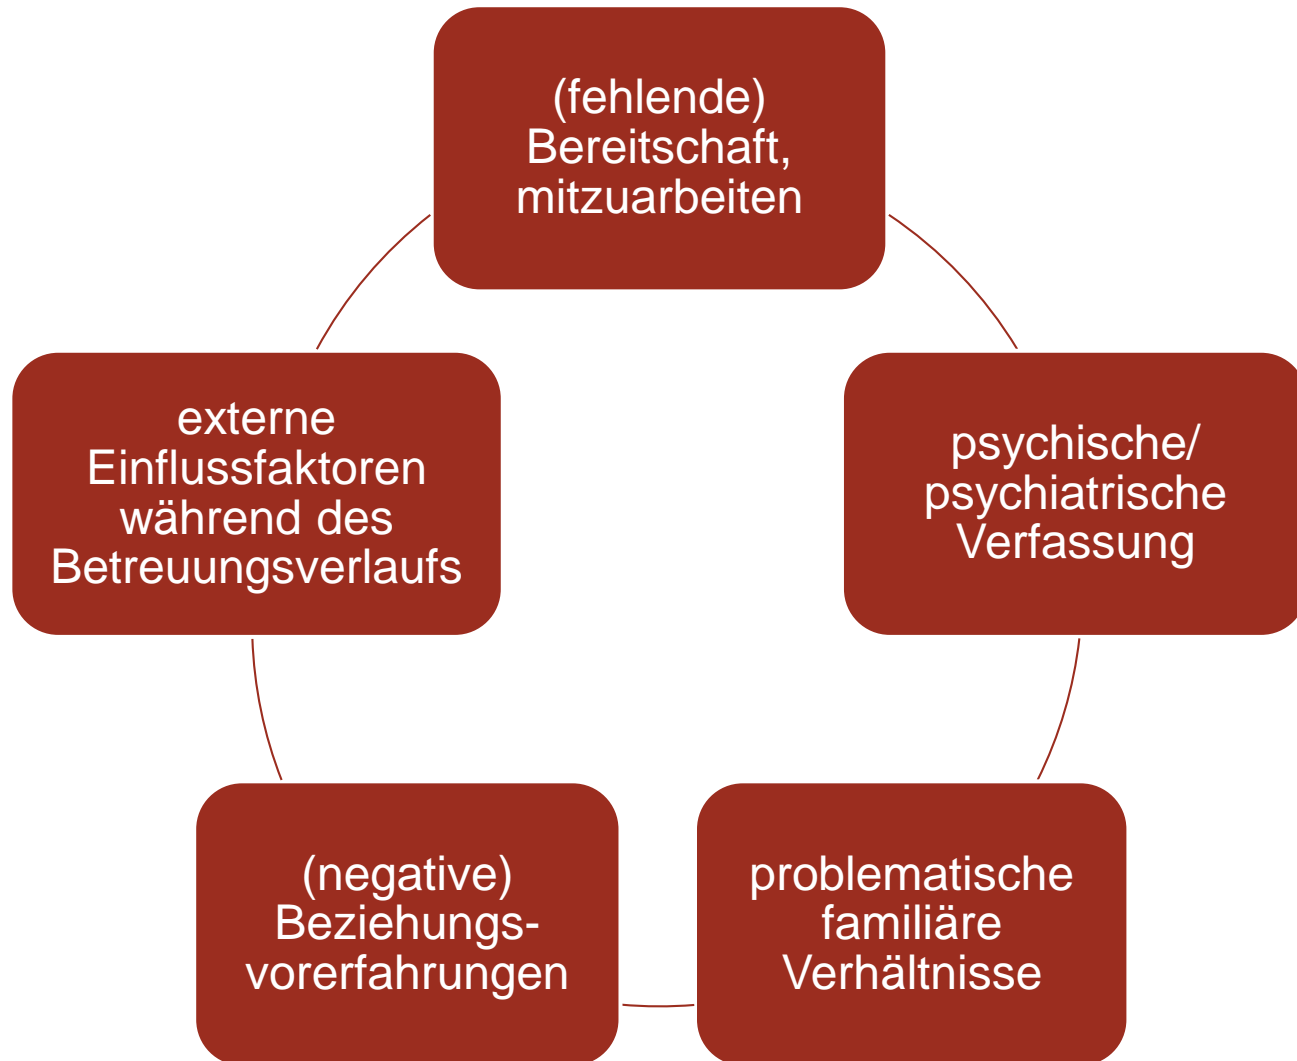 (fehlende)
Bereitschaft,
mitzuarbeiten
psychische/
psychiatrische
Verfassung
problematische
familiäre
Verhältnisse
(negative)
Beziehungs-
vorerfahrungen
externe
Einflussfaktoren
während des
Betreuungsverlaufs